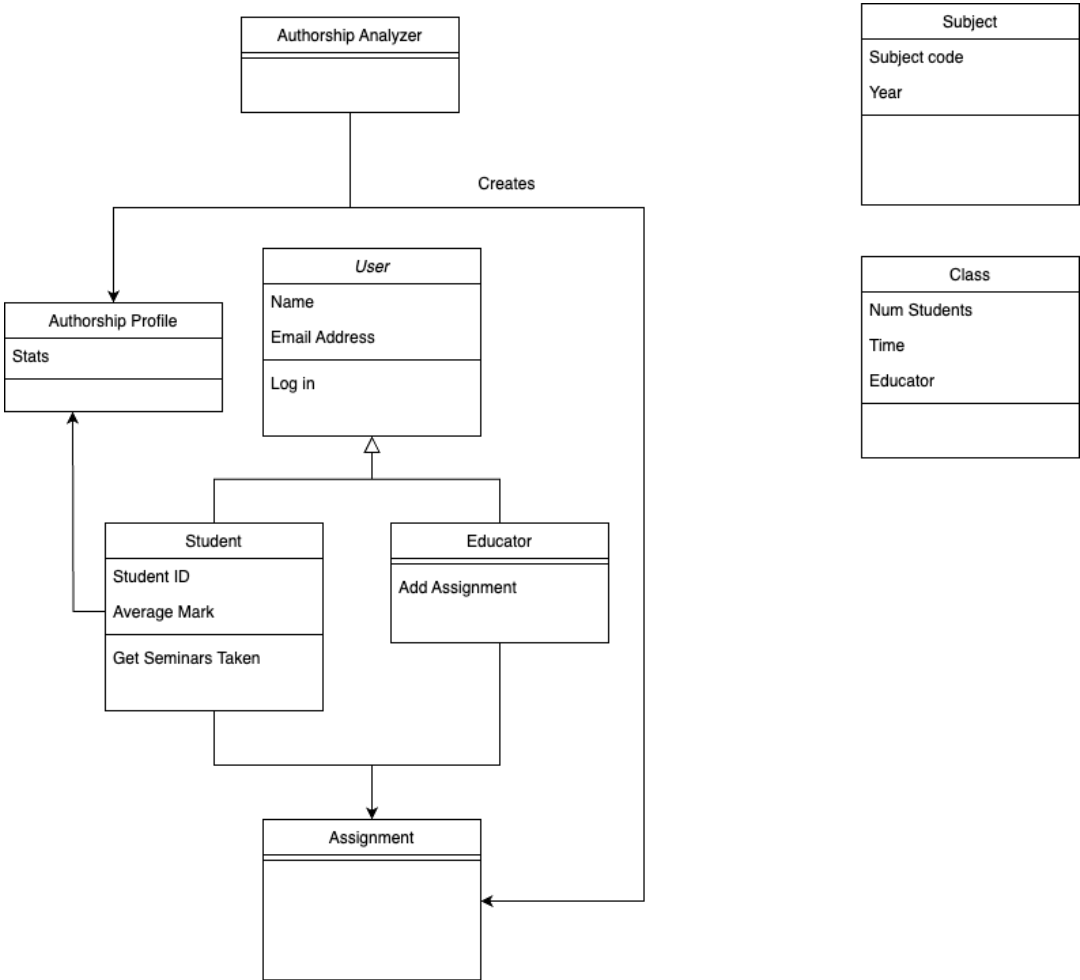 Authorship Analyzer
Subject
Subject code
Year
Creates
User
Name
Email Address
Log in
Class
Num Students
Time
Educator
Authorship Profile
Stats
Student
Student ID
Average Mark
Get Seminars Taken
Educator
Add Assignment
Assignment